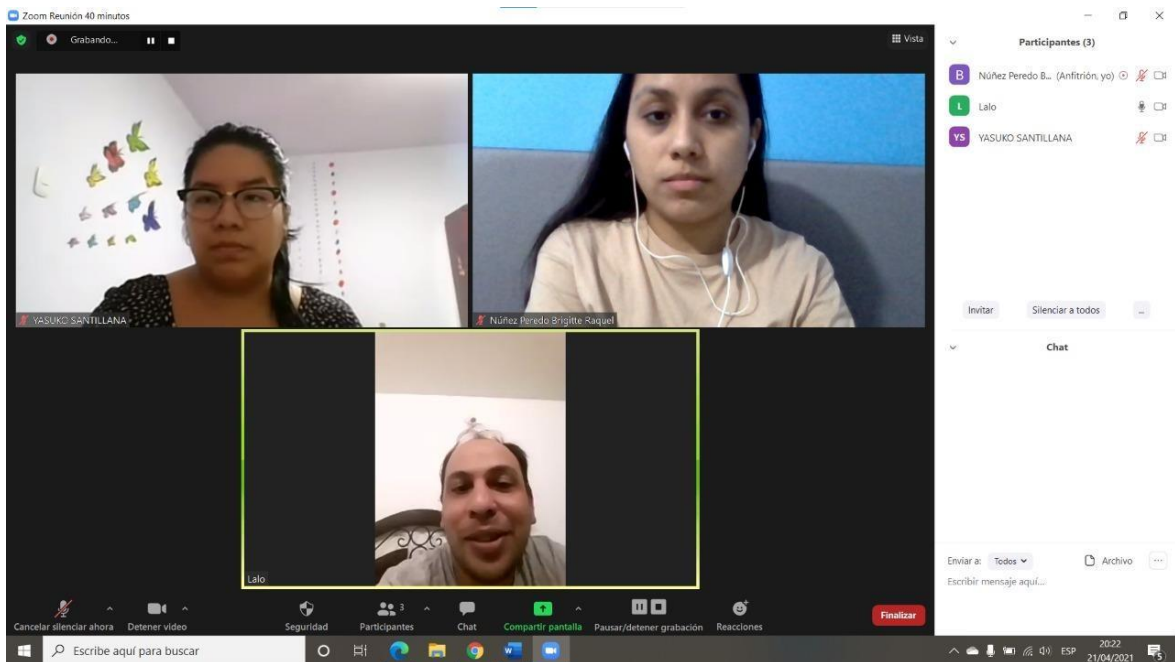 Zoom Reunión 40 minutos
Grabando...
Vista
YASUKO SANTILLANA
Núñez Peredo Brigitte Raquel
Lalo
Participantes (3)
B Núñez Peredo B... (Anfitrión, yo)
L Lalo
YS YASUKO SANTILLANA
Invitar Silenciar a todos ...
Chat
Enviar a: Todos Archivo ...
Escribir mensaje aquí...
Cancelar silenciar ahora Detener video Seguridad Participantes 3 Chat Compartir pantalla Pausar/detener grabación Reacciones Finalizar
Escribe aquí para buscar
ESP
20:22
21/04/2021
5